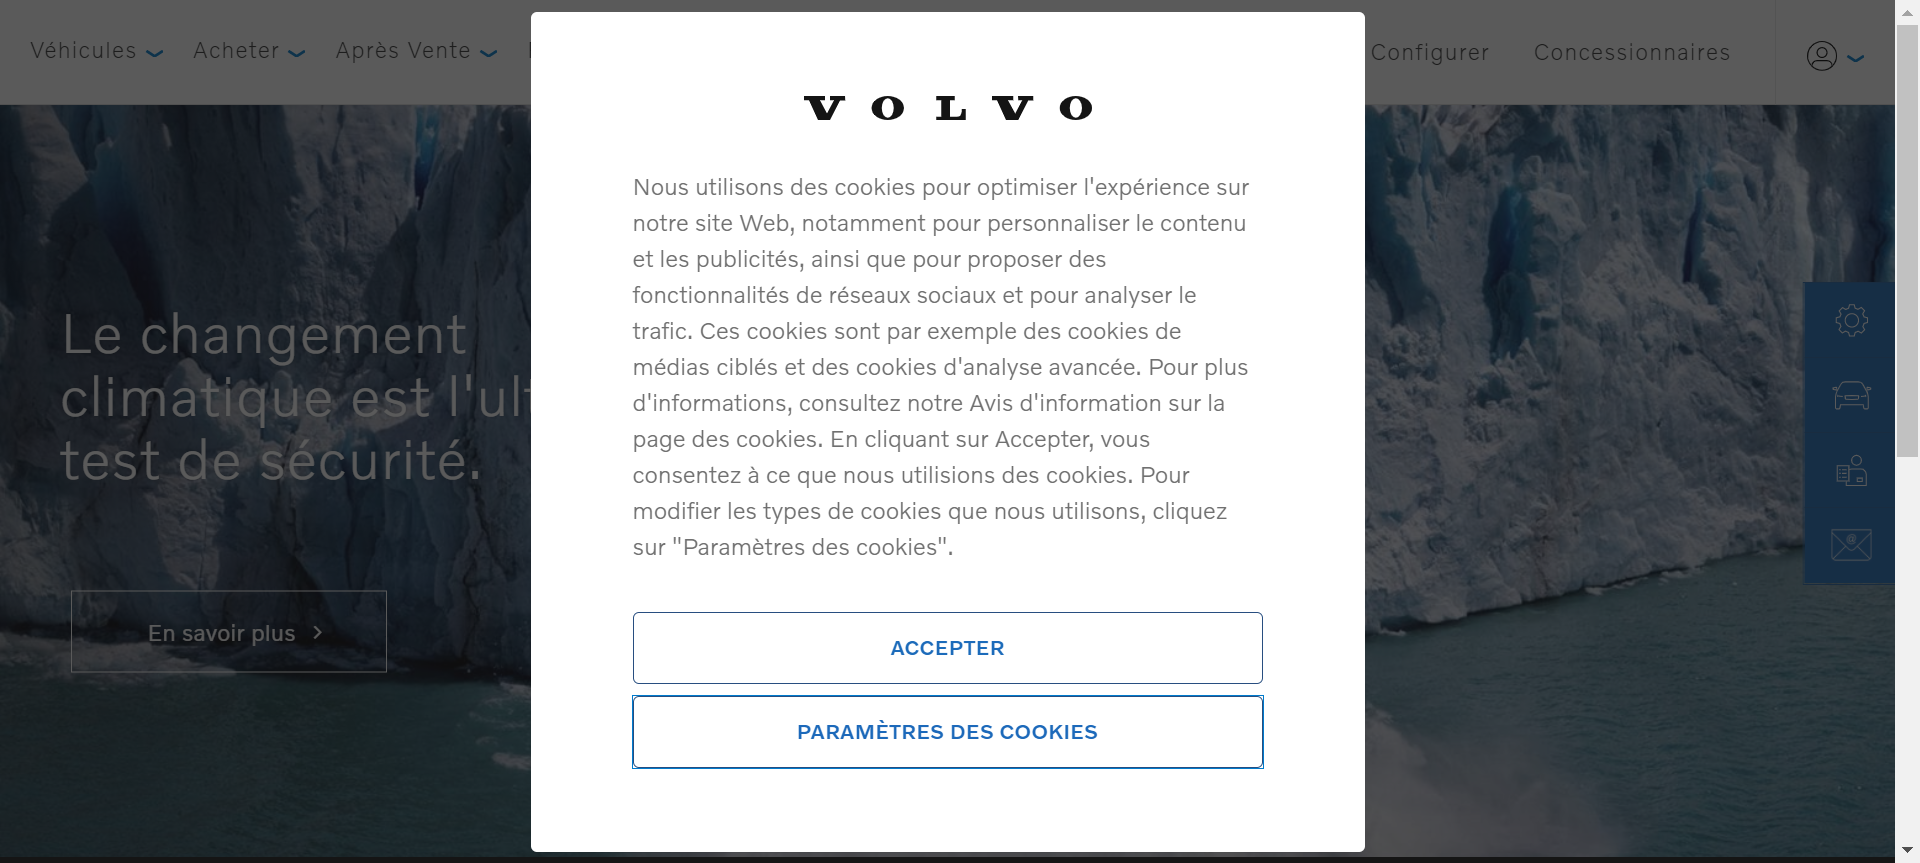 Véhicules Acheter Après Vente
Configurer Concessionnaires
VOLVO
Nous utilisons des cookies pour optimiser l'expérience sur
notre site Web, notamment pour personnaliser le contenu
et les publicités, ainsi que pour proposer des
fonctionnalités de réseaux sociaux et pour analyser le
trafic. Ces cookies sont par exemple des cookies de
médias ciblés et des cookies d'analyse avancée. Pour plus
d'informations, consultez notre Avis d'information sur la
page des cookies. En cliquant sur Accepter, vous
consentez à ce que nous utilisions des cookies. Pour
modifier les types de cookies que nous utilisons, cliquez
sur "Paramètres des cookies".
ACCEPTER
PARAMÈTRES DES COOKIES
Le changement
climatique est l'ult
test de sécurité.
En savoir plus